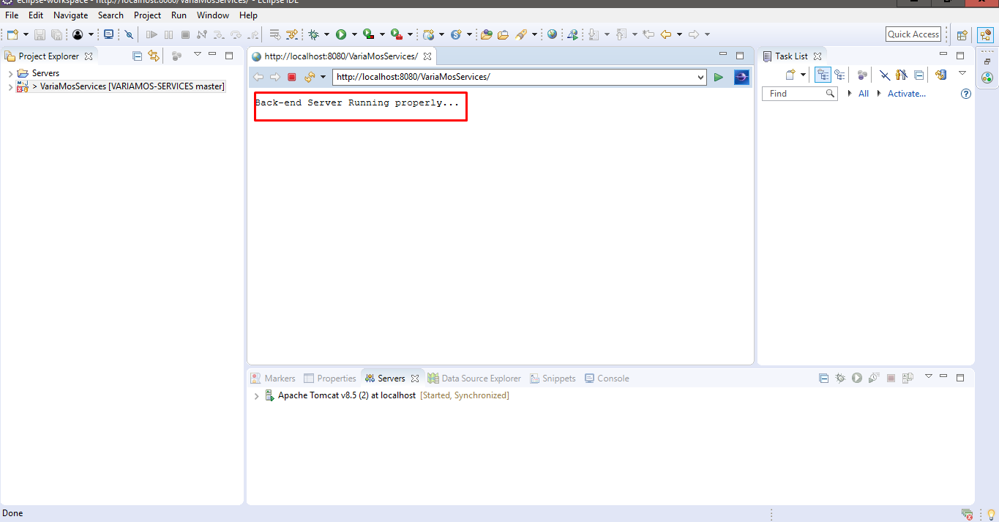 eclipse-workspace - http://localhost:8080/VariaMosServices/ - Eclipse IDE
File Edit Navigate Search Project Run Window Help
Quick Access
Project Explorer
Servers
> VariaMosServices [VARIAMOS-SERVICES master]
http://localhost:8080/VariaMosServices/
http://localhost:8080/VariaMosServices/
Back-end Server Running properly...
Task List
Find
All
Activate...
Markers Properties Servers Data Source Explorer Snippets Console
Apache Tomcat v8.5 (2) at localhost [Started, Synchronized]
Done